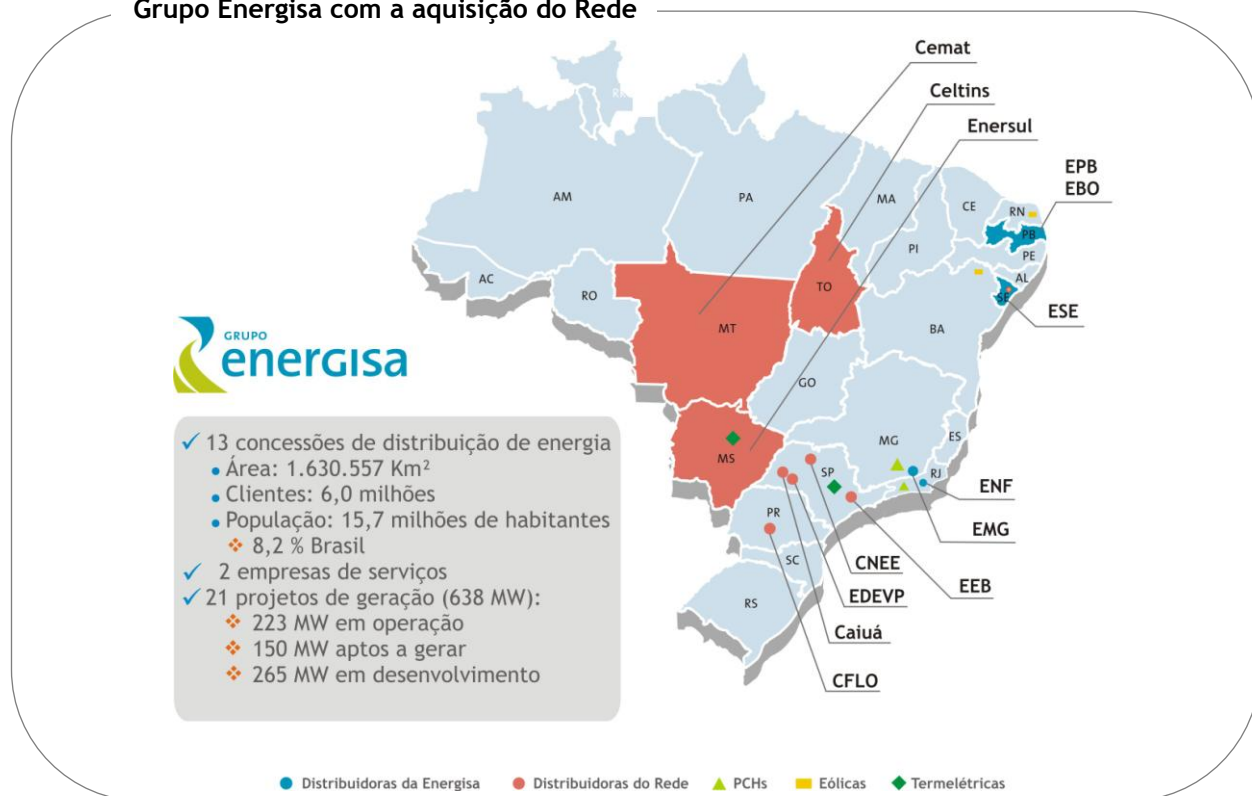 Grupo Energisa com a aquisição do Rede
Cemat
Celtins
Enersul
EPB
EBO
RR
AM
PA
MA
CE
RN
PB
PE
PI
AL
SE
ESE
AC
RO
TO
MT
BA
GO
MG
ES
MS
SP
RJ
PR
SC
RS
ENF
EMG
EEB
CNEE
EDEVP
Caiuá
CFLO
GRUPO
energisa
✓ 13 concessões de distribuição de energia
• Área: 1.630.557 Km²
• Clientes: 6,0 milhões
• População: 15,7 milhões de habitantes
❖ 8,2 % Brasil
✓ 2 empresas de serviços
✓ 21 projetos de geração (638 MW):
❖ 223 MW em operação
❖ 150 MW aptos a gerar
❖ 265 MW em desenvolvimento
Distribuidoras da Energisa
Distribuidoras do Rede
PCHs
Eólicas
Termelétricas